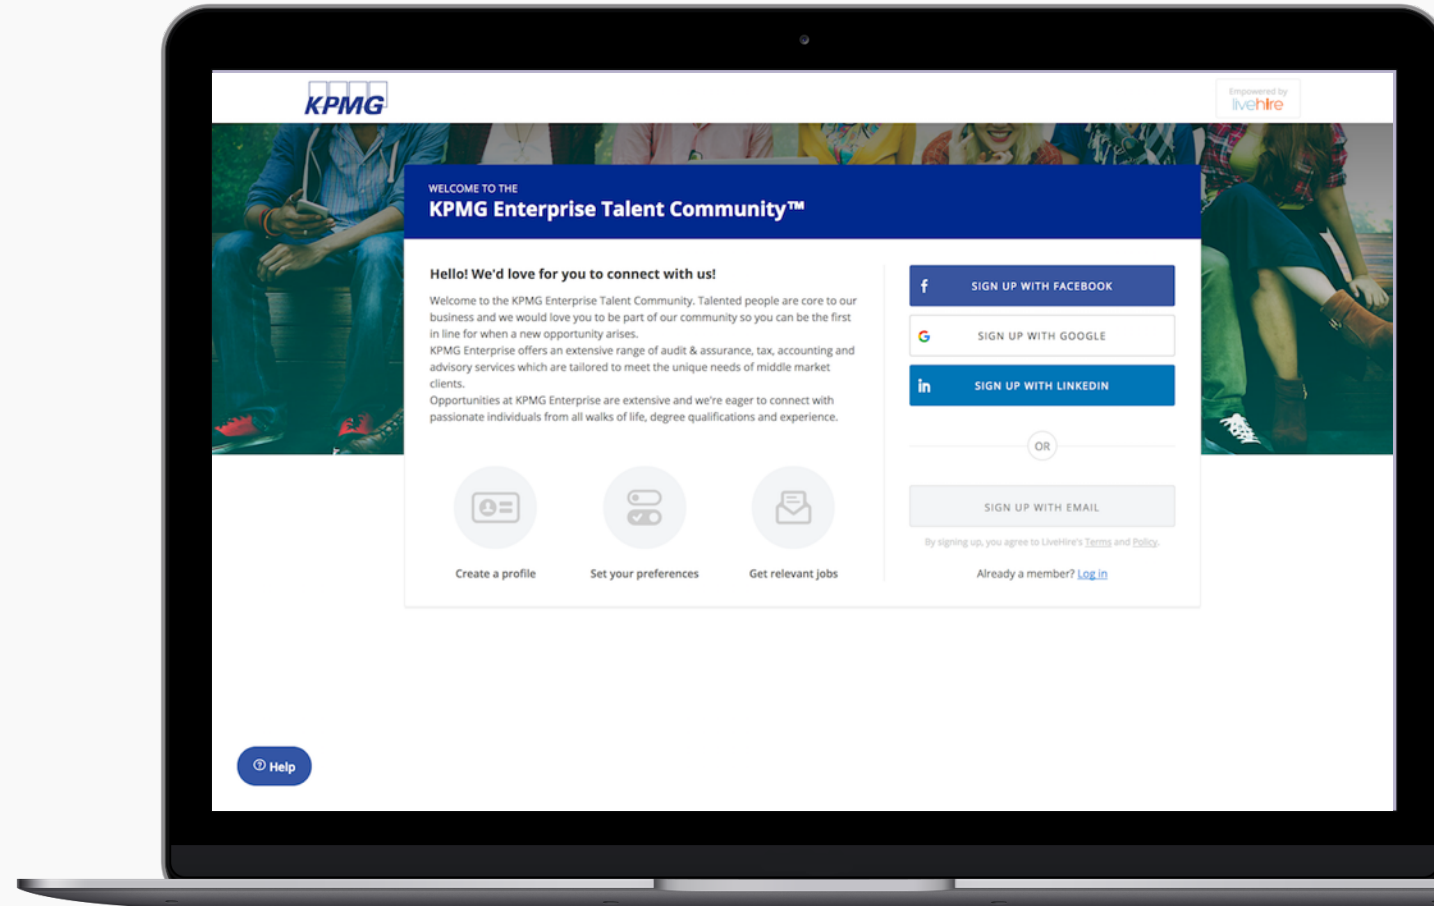 KPMG
Empowered by
livehire
WELCOME TO THE
KPMG Enterprise Talent Community™
Hello! We'd love for you to connect with us!
Welcome to the KPMG Enterprise Talent Community. Talented people are core to our
business and we would love you to be part of our community so you can be the first
in line for when a new opportunity arises.
KPMG Enterprise offers an extensive range of audit & assurance, tax, accounting and
advisory services which are tailored to meet the unique needs of middle market
clients.
Opportunities at KPMG Enterprise are extensive and we're eager to connect with
passionate individuals from all walks of life, degree qualifications and experience.
Create a profile
Set your preferences
Get relevant jobs
f SIGN UP WITH FACEBOOK
G SIGN UP WITH GOOGLE
in SIGN UP WITH LINKEDIN
OR
SIGN UP WITH EMAIL
By signing up, you agree to LiveHire's Terms and Policy.
Already a member? Log in
? Help